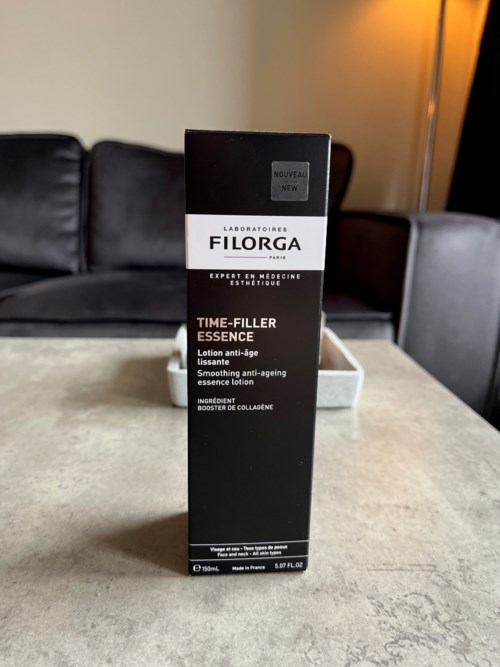 NOUVEAU
NEW
LABORATOIRES
FILORGA
PARIS
EXPERT EN MÉDECINE
ESTHÉTIQUE
TIME-FILLER
ESSENCE
Lotion anti-âge
lissante
Smoothing anti-ageing
essence lotion
INGRÉDIENT
BOOSTER DE COLLAGÈNE
Visage et cou - Tous types de peaux
Face and neck - All skin types
℮150mL Made in France 5.07 FL.OZ